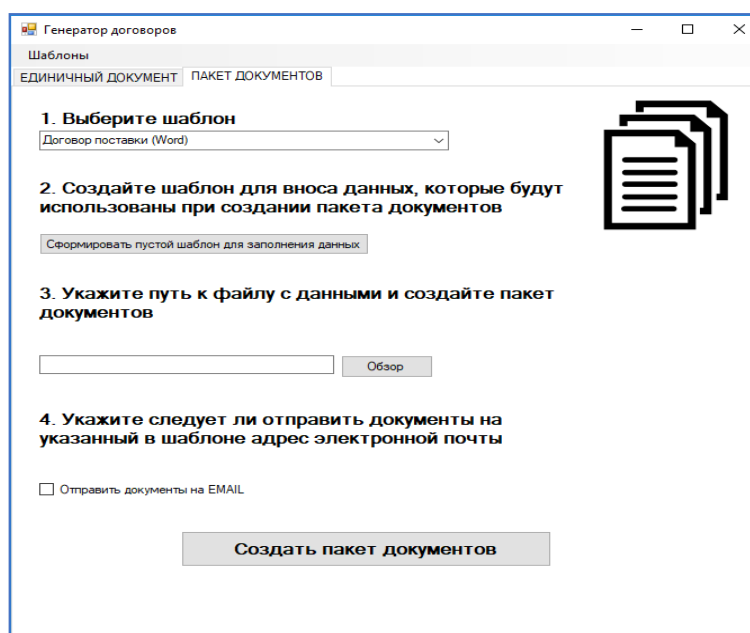 Генератор договоров
Шаблоны
ЕДИНИЧНЫЙ ДОКУМЕНТ ПАКЕТ ДОКУМЕНТОВ
1. Выберите шаблон
Договор поставки (Word)
2. Создайте шаблон для вноса данных, которые будут
использованы при создании пакета документов
Сформировать пустой шаблон для заполнения данных
3. Укажите путь к файлу с данными и создайте пакет
документов
Обзор
4. Укажите следует ли отправить документы на
указанный в шаблоне адрес электронной почты
Отправить документы на EMAIL
Создать пакет документов